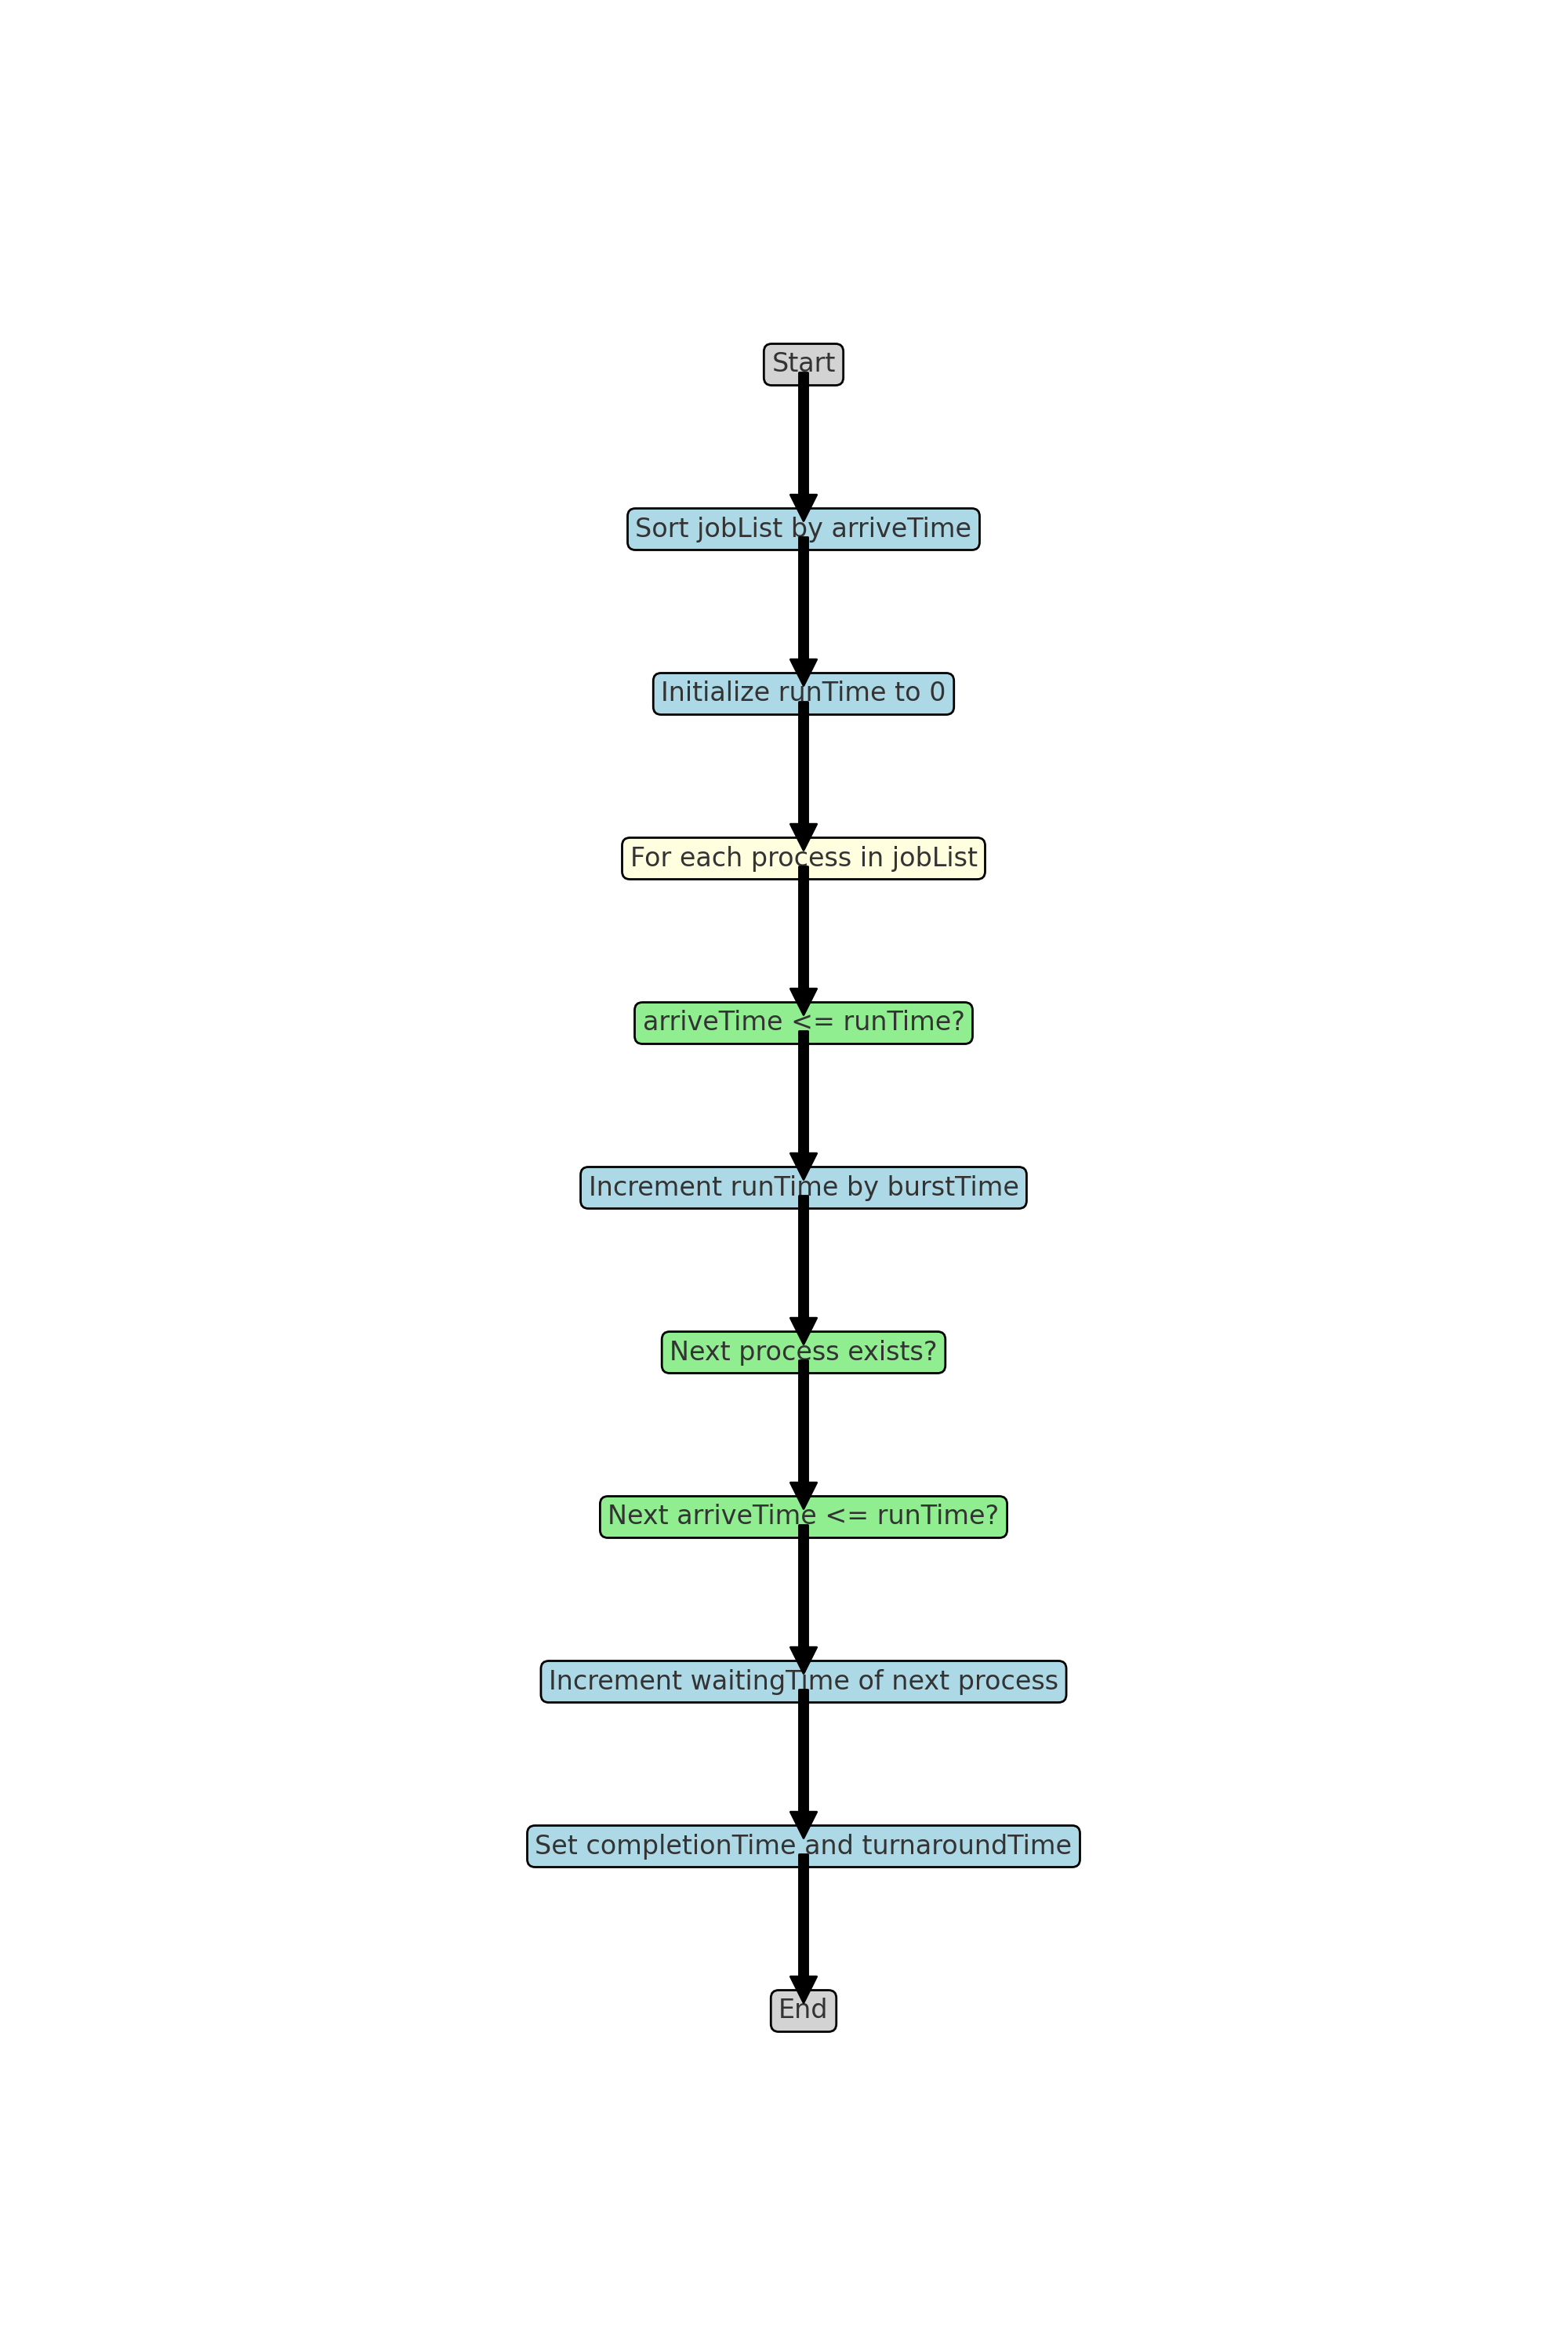 Start
Sort jobList by arriveTime
Initialize runTime to 0
For each process in jobList
arriveTime <= runTime?
Increment runTime by burstTime
Next process exists?
Next arriveTime <= runTime?
Increment waitingTime of next process
Set completionTime and turnaroundTime
End